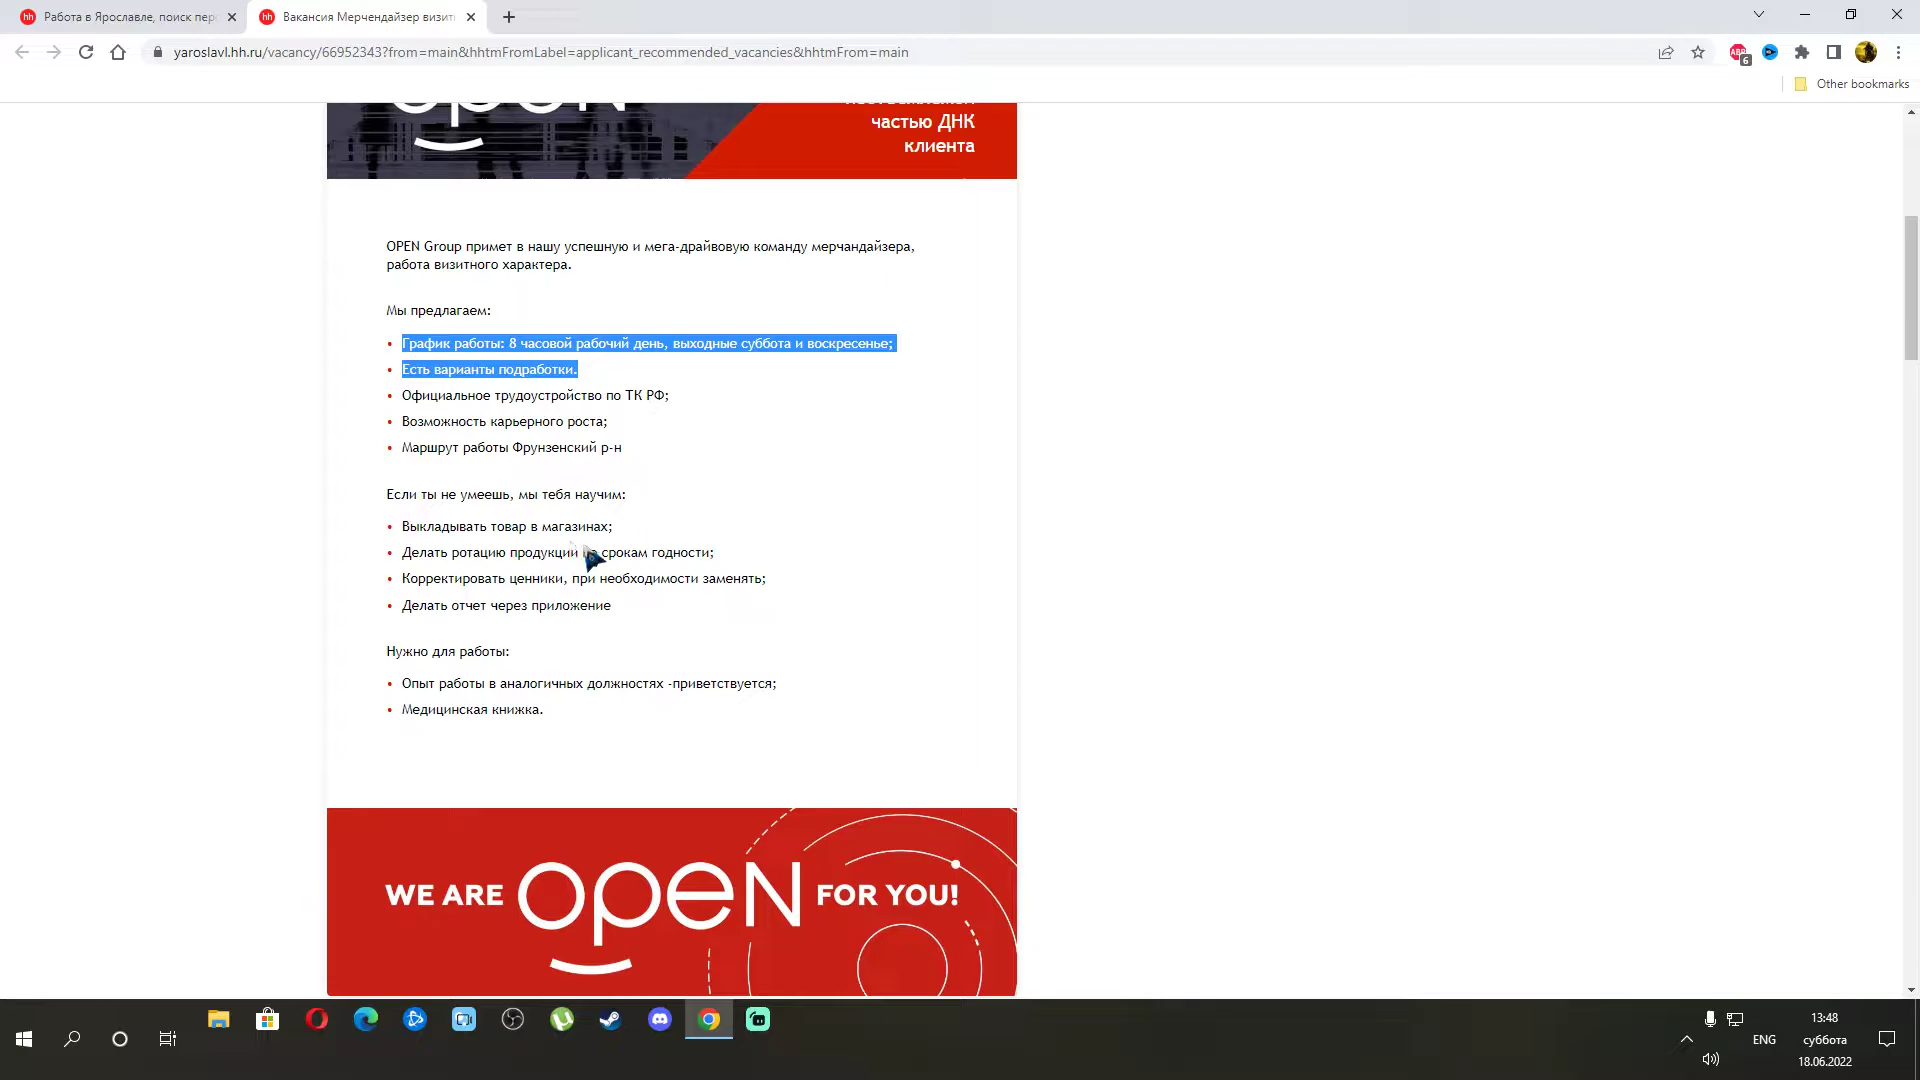 Работа в Ярославле, поиск пер
Вакансия Мерчендайзер визит
yaroslavl.hh.ru/vacancy/66952343?from=main&hhtmFromLabel=applicant_recommended_vacancies&hhtmFrom=main
6
Other bookmarks
open
частью ДНК
клиента
OPEN Group примет в нашу успешную и мега-драйвовую команду мерчандайзера,
работа визитного характера.
Мы предлагаем:
График работы: 8 часовой рабочий день, выходные суббота и воскресенье;
Есть варианты подработки.
Официальное трудоустройство по ТК РФ;
Возможность карьерного роста;
Маршрут работы Фрунзенский р-н
Если ты не умеешь, мы тебя научим:
Выкладывать товар в магазинах;
Делать ротацию продукции по срокам годности;
Корректировать ценники, при необходимости заменять;
Делать отчет через приложение
Нужно для работы:
Опыт работы в аналогичных должностях -приветствуется;
Медицинская книжка.
WE ARE open FOR YOU!
13:48
ENG суббота
18.06.2022